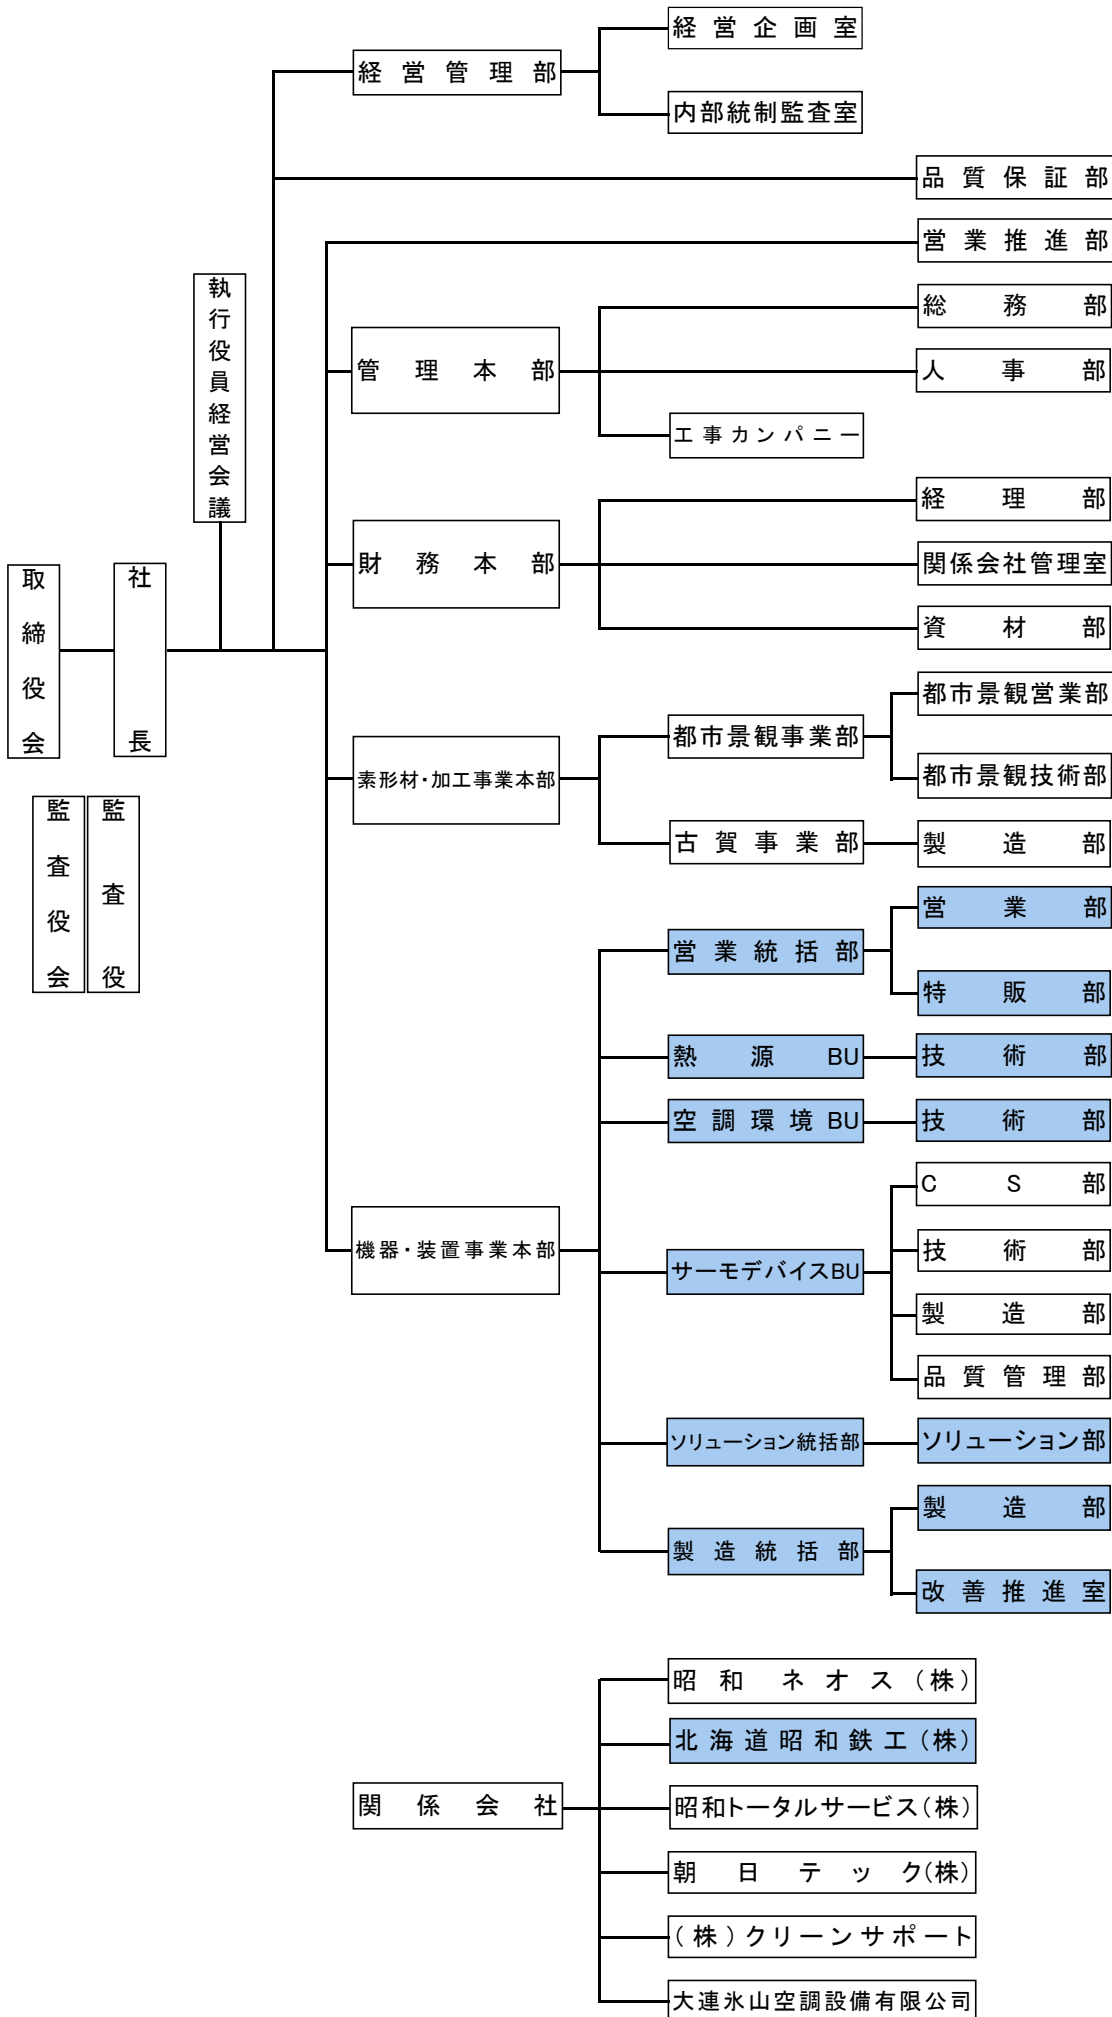 経営企画室
経営管理部
内部統制監査室
品質保証部
営業推進部
執行役員経営会議
総務部
管理本部
人事部
工事カンパニー
経理部
財務本部
関係会社管理室
資材部
取締役会
社長
都市景観営業部
都市景観事業部
素形材・加工事業本部
都市景観技術部
古賀事業部
製造部
監査役会
監査役
営業部
営業統括部
特販部
熱源BU
技術部
空調環境BU
技術部
CS部
機器・装置事業本部
技術部
サーモデバイスBU
製造部
品質管理部
ソリューション統括部
ソリューション部
製造部
製造統括部
改善推進室
昭和ネオス(株)
北海道昭和鉄工(株)
関係会社
昭和トータルサービス(株)
朝日テック(株)
(株)クリーンサポート
大連氷山空調設備有限公司